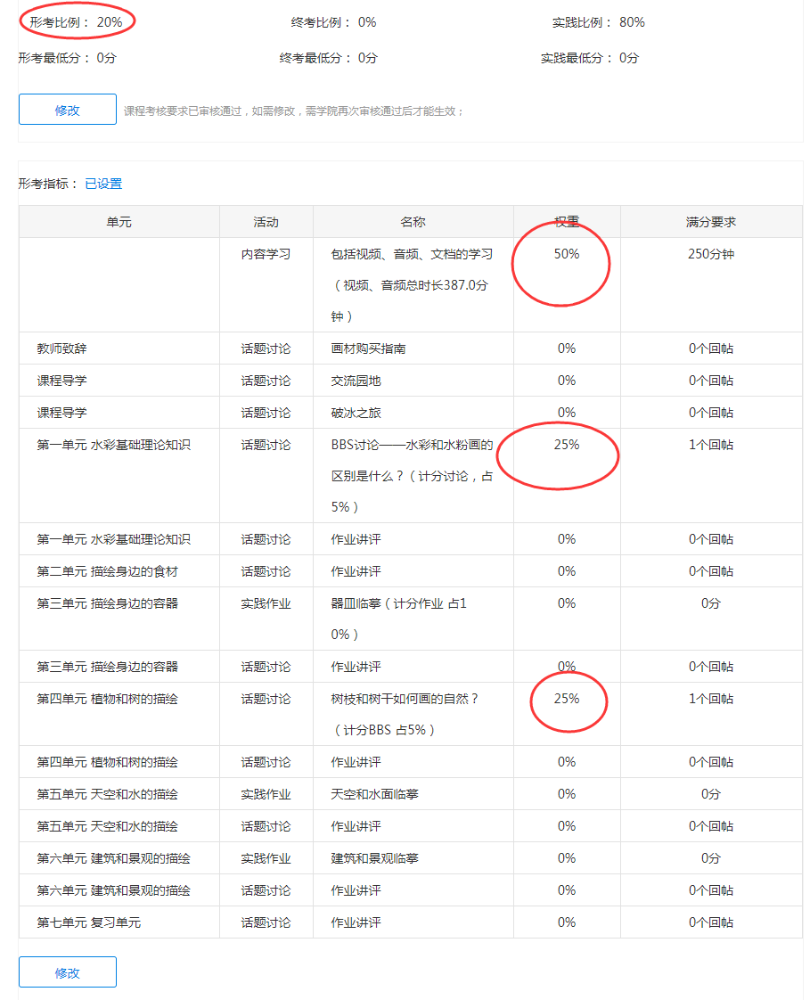 形考比例： 20% 终考比例： 0% 实践比例： 80%
形考最低分： 0分 终考最低分： 0分 实践最低分： 0分
修改 课程考核要求已审核通过，如需修改，需学院再次审核通过后才能生效；
形考指标： 已设置
单元 活动 名称 权重 满分要求
内容学习 包括视频、音频、文档的学习 50% 250分钟
（视频、音频总时长387.0分
钟）
教师致辞 话题讨论 画材购买指南 0% 0个回帖
课程导学 话题讨论 交流园地 0% 0个回帖
课程导学 话题讨论 破冰之旅 0% 0个回帖
第一单元 水彩基础理论知识 话题讨论 BBS讨论——水彩和水粉画的 25% 1个回帖
区别是什么？（计分讨论，占
5%）
第一单元 水彩基础理论知识 话题讨论 作业讲评 0% 0个回帖
第二单元 描绘身边的食材 话题讨论 作业讲评 0% 0个回帖
第三单元 描绘身边的容器 实践作业 器皿临摹（计分作业 占1 0% 0分
0%）
第三单元 描绘身边的容器 话题讨论 作业讲评 0% 0个回帖
第四单元 植物和树的描绘 话题讨论 树枝和树干如何画的自然？ 25% 1个回帖
（计分BBS 占5%）
第四单元 植物和树的描绘 话题讨论 作业讲评 0% 0个回帖
第五单元 天空和水的描绘 实践作业 天空和水面临摹 0% 0分
第五单元 天空和水的描绘 话题讨论 作业讲评 0% 0个回帖
第六单元 建筑和景观的描绘 实践作业 建筑和景观临摹 0% 0分
第六单元 建筑和景观的描绘 话题讨论 作业讲评 0% 0个回帖
第七单元 复习单元 话题讨论 作业讲评 0% 0个回帖
修改